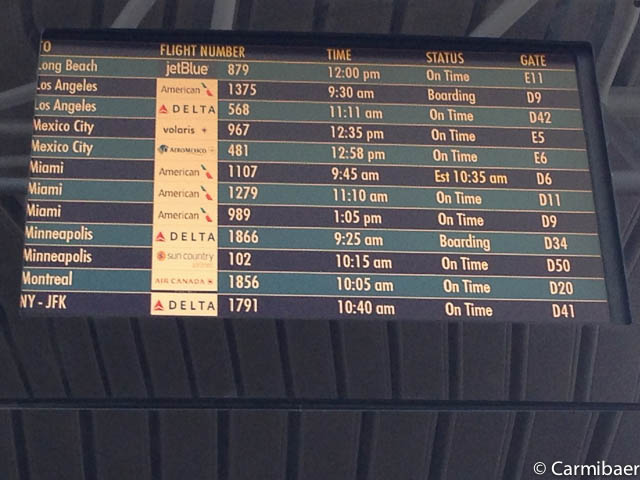 TO FLIGHT NUMBER TIME STATUS GATE
Long Beach jetBlue 879 12:00 pm On Time E11
Los Angeles American 1375 9:30 am Boarding D9
Los Angeles DELTA 568 11:11 am On Time D42
Mexico City volaris 967 12:35 pm On Time E5
Mexico City AEROMEXICO 481 12:58 pm On Time E6
Miami American 1107 9:45 am Est 10:35 am D6
Miami American 1279 11:10 am On Time D11
Miami American 989 1:05 pm On Time D9
Minneapolis DELTA 1866 9:25 am Boarding D34
Minneapolis sun country airlines 102 10:15 am On Time D50
Montreal AIR CANADA 1856 10:05 am On Time D20
NY - JFK DELTA 1791 10:40 am On Time D41
© Carmibaer